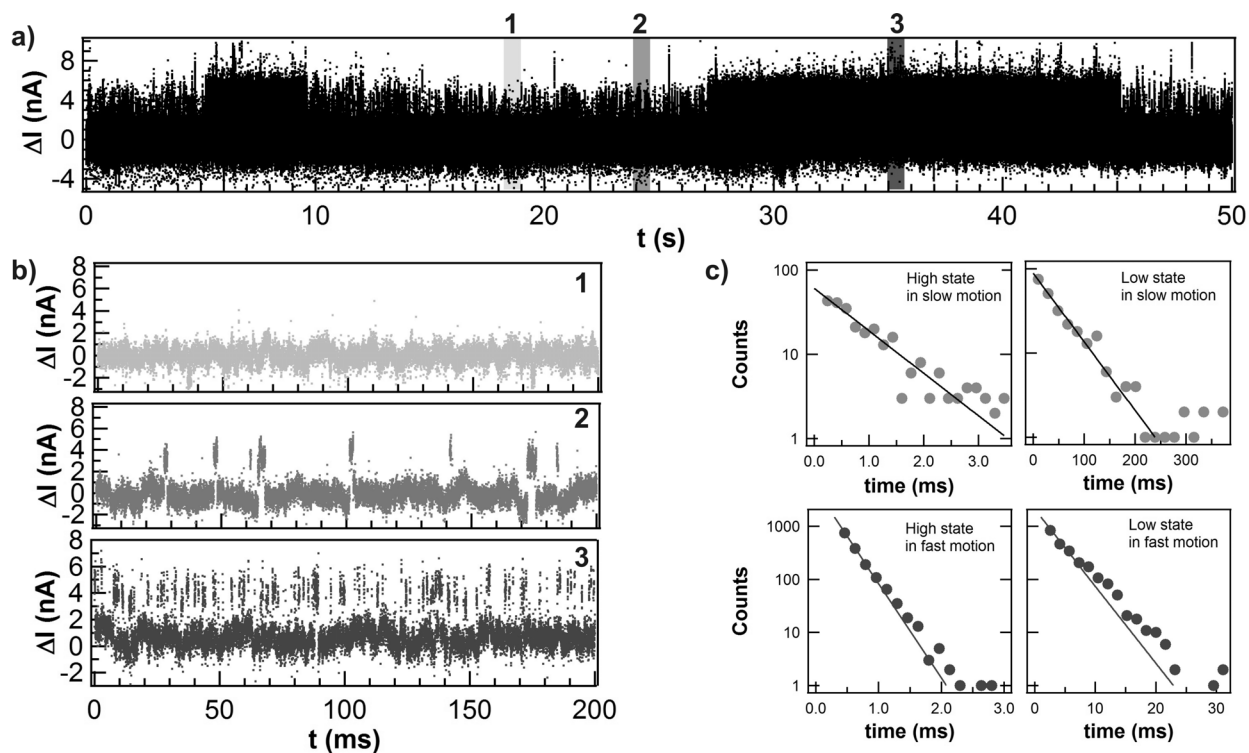 a)
1 2 3
ΔI (nA)
8
4
0
-4
0 10 20 30 40 50
t (s)
b)
ΔI (nA)
8
6
4
2
0
-2
1
ΔI (nA)
8
6
4
2
0
-2
2
ΔI (nA)
8
6
4
2
0
-2
3
0 50 100 150 200
t (ms)
c)
Counts
100
10
1
High state
in slow motion
0.0 1.0 2.0 3.0
time (ms)
Low state
in slow motion
0 100 200 300
time (ms)
Counts
1000
100
10
1
High state
in fast motion
0.0 1.0 2.0 3.0
time (ms)
Low state
in fast motion
0 10 20 30
time (ms)